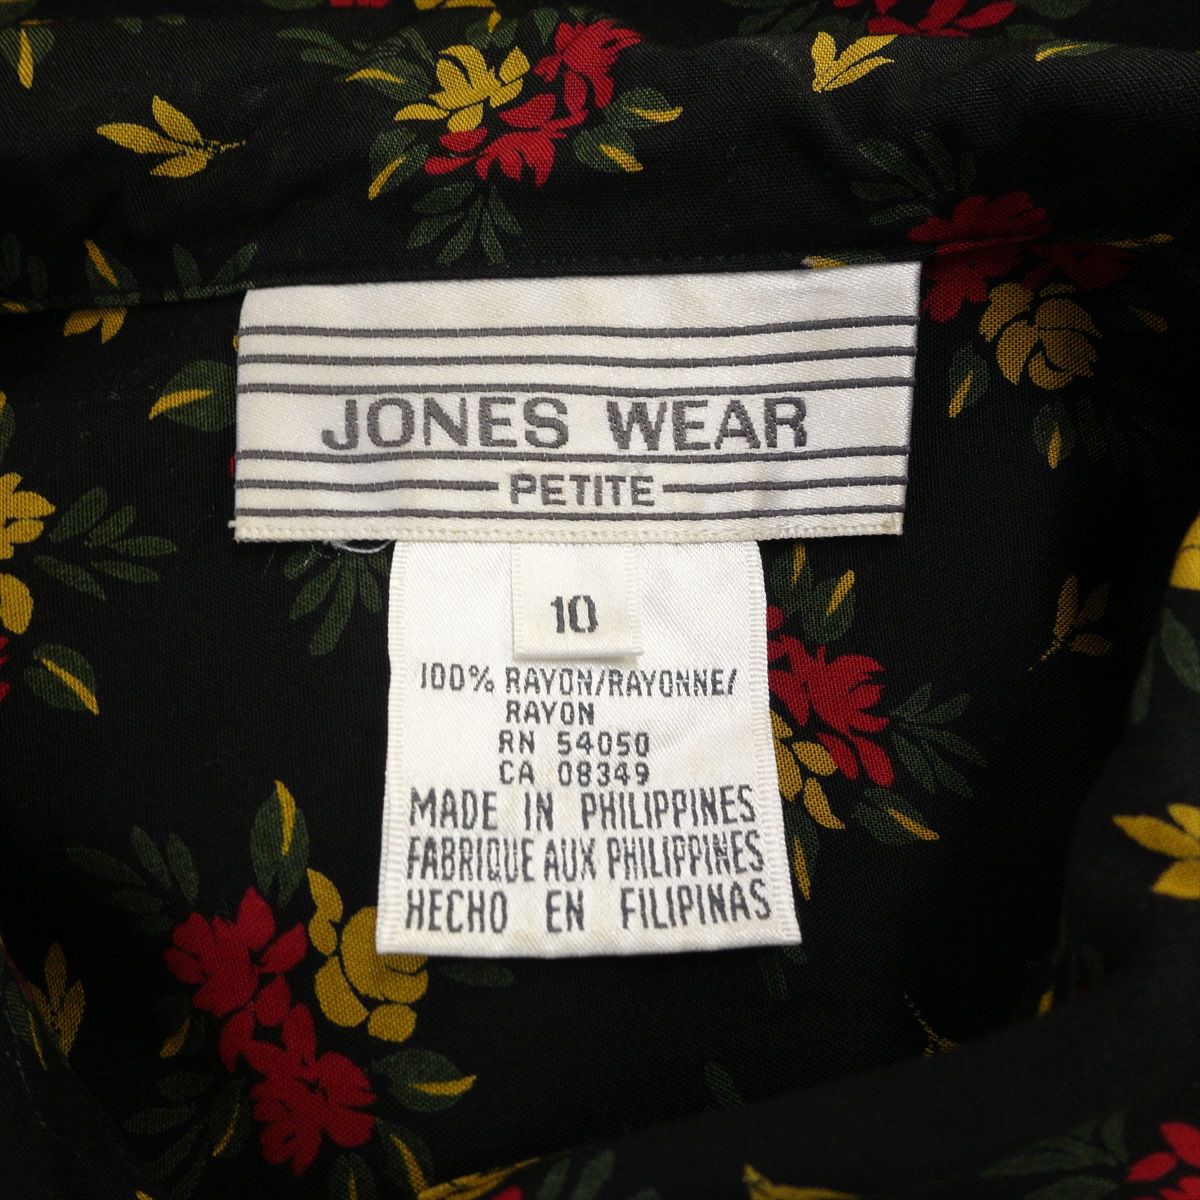 JONES WEAR
PETITE
10
100% RAYON/RAYONNE/
RAYON
RN 54050
CA 08349
MADE IN PHILIPPINES
FABRIQUE AUX PHILIPPINES
HECHO EN FILIPINAS